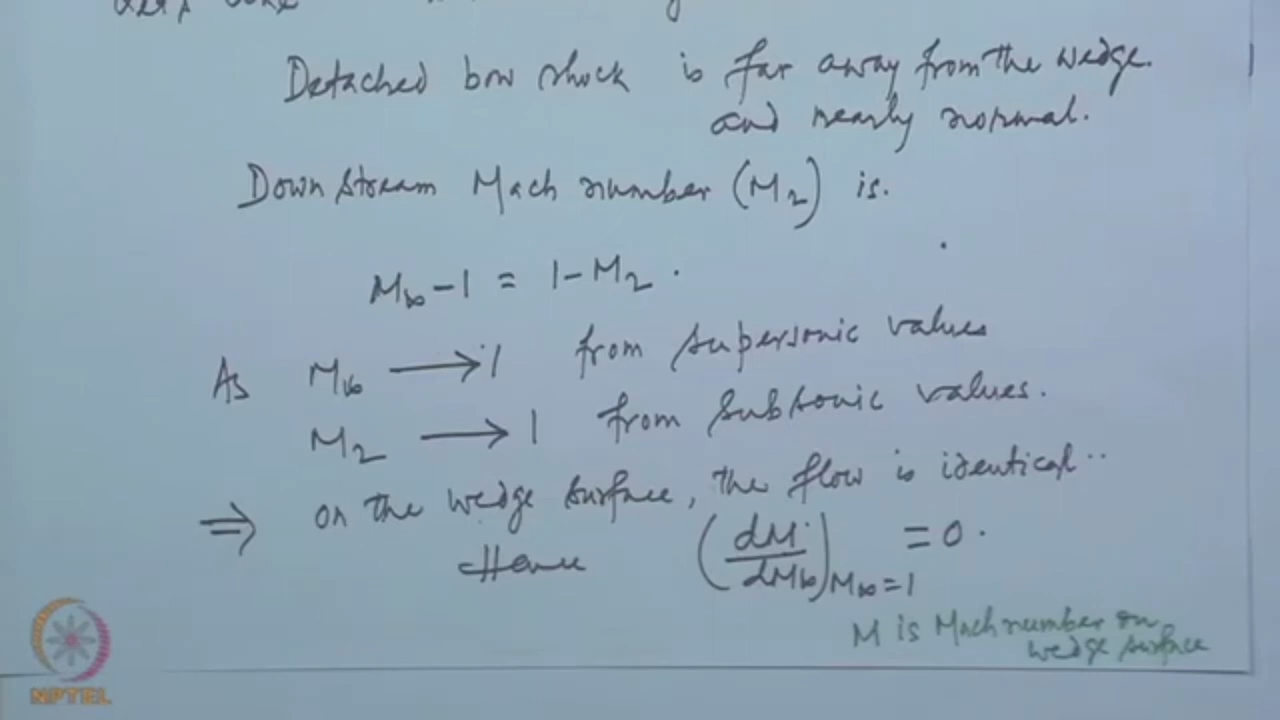 Detached bow shock is far away from the wedge.
and nearly normal.
Downstream Mach number (M₂) is.
M∞ - 1 = 1 - M₂ .
As M∞ → 1 from supersonic values
M₂ → 1 from subsonic values.
⇒ on the wedge surface, the flow is identical ..
Hence (dM/dM∞)M∞=1 = 0.
M is Mach number on
wedge surface
NPTEL